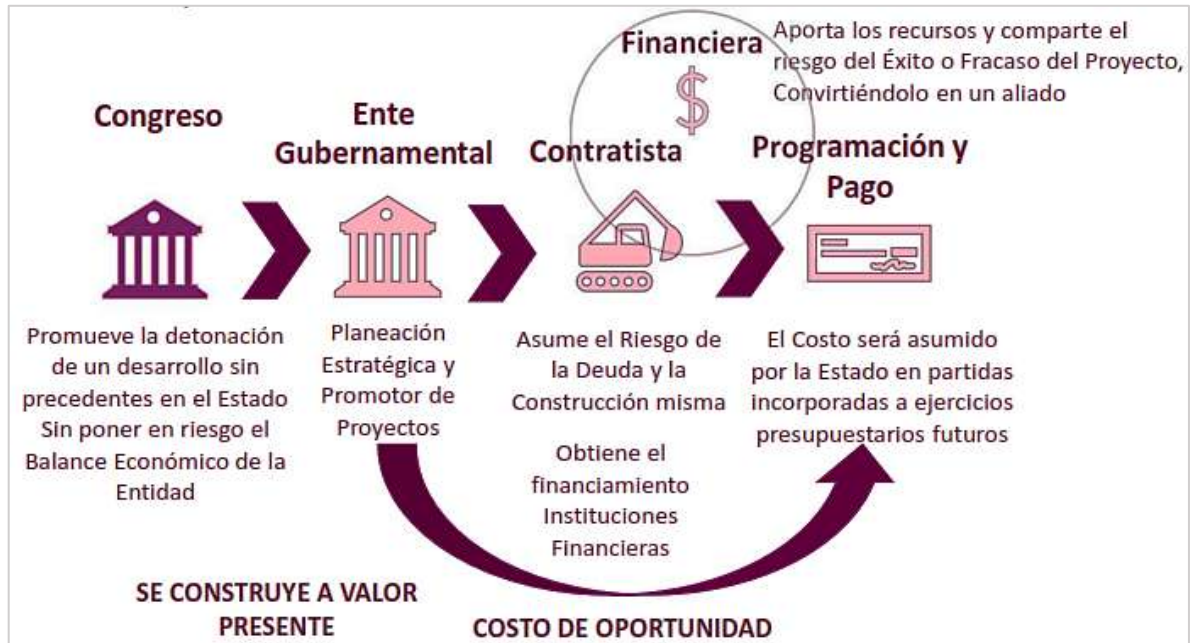 Financiera
Aporta los recursos y comparte el
riesgo del Éxito o Fracaso del Proyecto,
Convirtiéndolo en un aliado
Congreso
Ente
Gubernamental
Contratista
Programación y
Pago
Promueve la detonación
de un desarrollo sin
precedentes en el Estado
Sin poner en riesgo el
Balance Económico de la
Entidad
Planeación
Estratégica y
Promotor de
Proyectos
Asume el Riesgo de
la Deuda y la
Construcción misma
Obtiene el
financiamiento
Instituciones
Financieras
El Costo será asumido
por la Estado en partidas
incorporadas a ejercicios
presupuestarios futuros
SE CONSTRUYE A VALOR
PRESENTE
COSTO DE OPORTUNIDAD